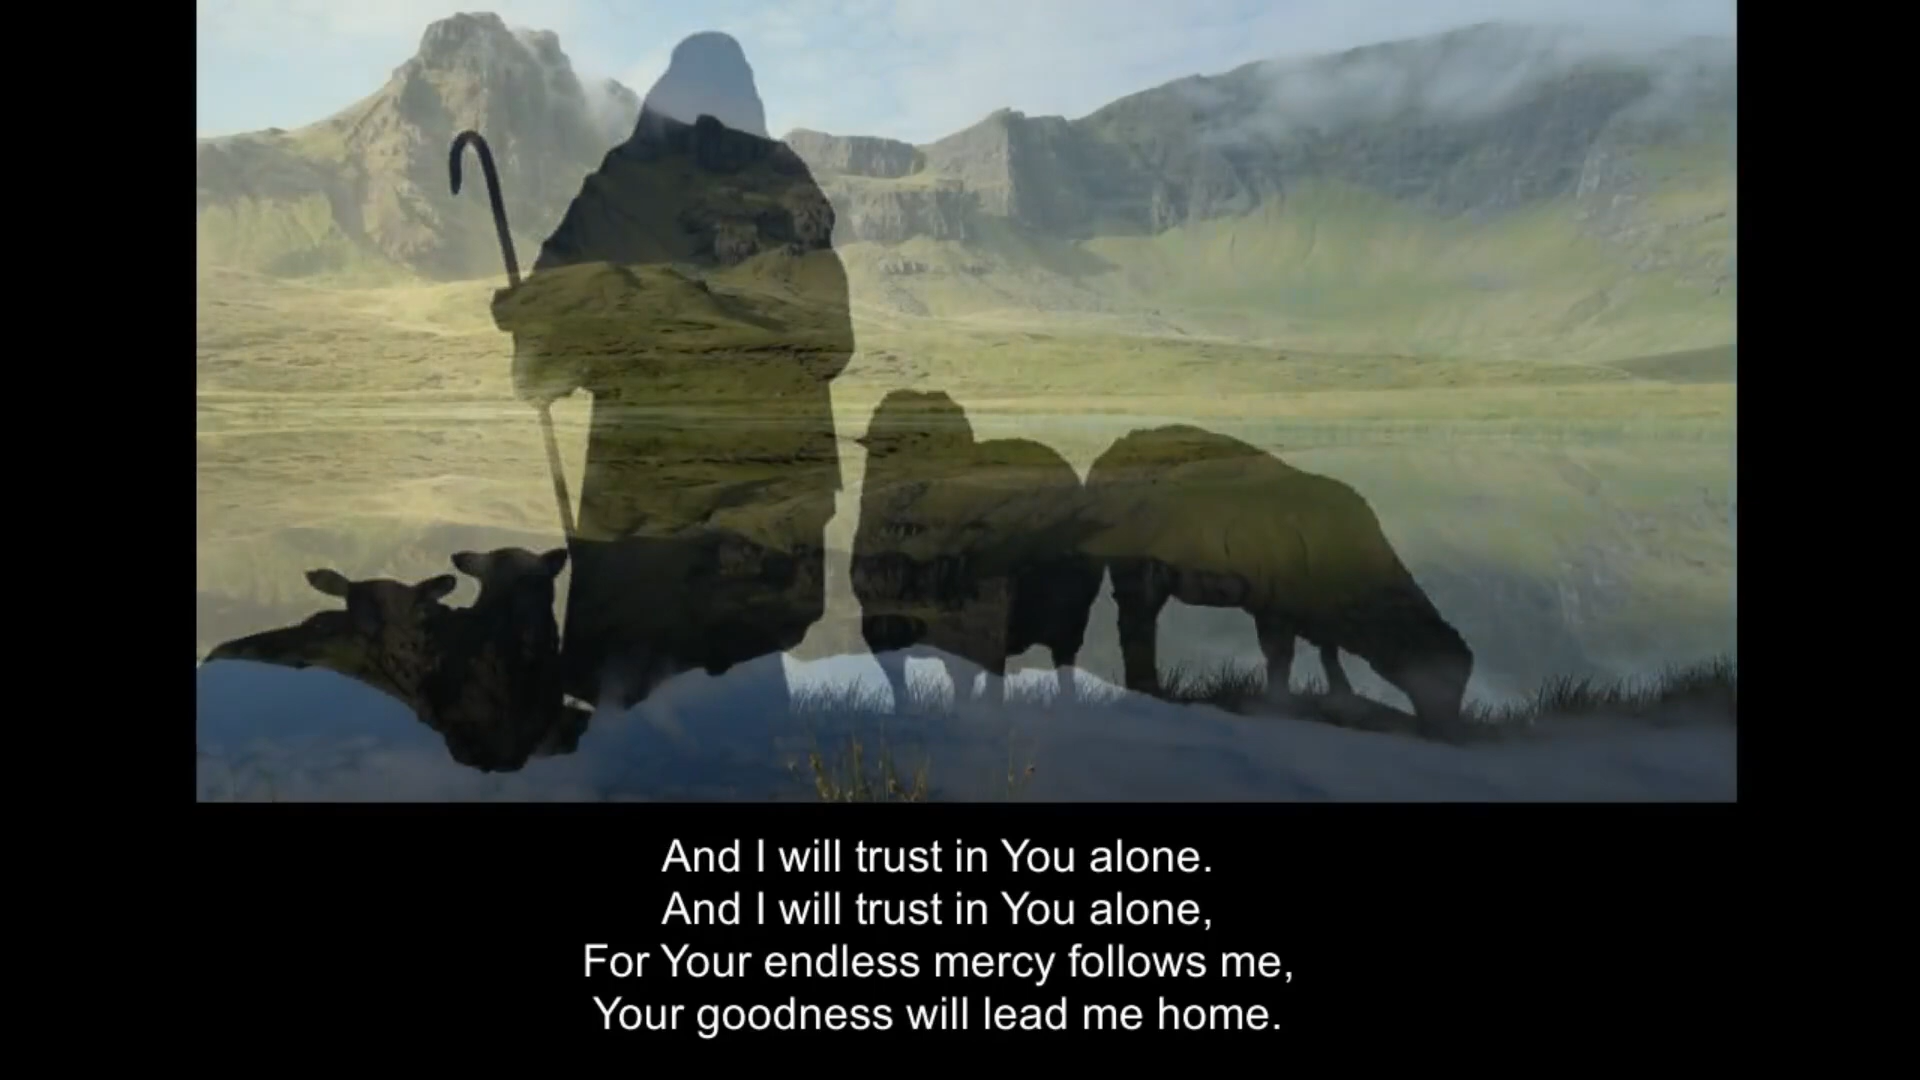 And I will trust in You alone.
And I will trust in You alone,
For Your endless mercy follows me,
Your goodness will lead me home.